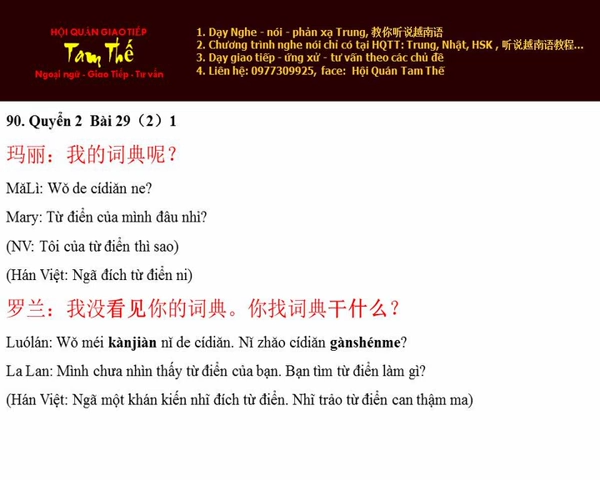 HỘI QUÁN GIAO TIẾP
Tam Thế
Ngoại ngữ - Giao Tiếp - Tư vấn
1. Dạy Nghe - nói - phản xạ Trung, 教你听说越南语
2. Chương trình nghe nói chỉ có tại HQTT: Trung, Nhật, HSK , 听说越南语教程...
3. Dạy giao tiếp - ứng xử - tư vấn theo các chủ đề
4. Liên hệ: 0977309925, face: Hội Quán Tam Thế
90. Quyển 2 Bài 29（2）1
玛丽：我的词典呢？
MăLì: Wǒ de cídiăn ne?
Mary: Từ điển của mình đâu nhỉ?
(NV: Tôi của từ điển thì sao)
(Hán Việt: Ngã đích từ điển ni)
罗兰：我没看见你的词典。你找词典干什么？
Luólán: Wǒ méi kànjiàn nǐ de cídiăn. Nǐ zhăo cídiăn gànshénme?
La Lan: Mình chưa nhìn thấy từ điển của bạn. Bạn tìm từ điển làm gì?
(Hán Việt: Ngã một khán kiến nhĩ đích từ điển. Nhĩ trảo từ điển can thậm ma)